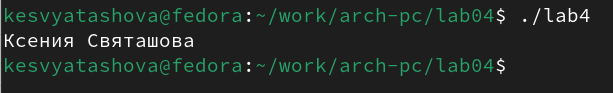 kesvyatashova@fedora:~/work/arch-pc/lab04$ ./lab4
Ксения Святашова
kesvyatashova@fedora:~/work/arch-pc/lab04$